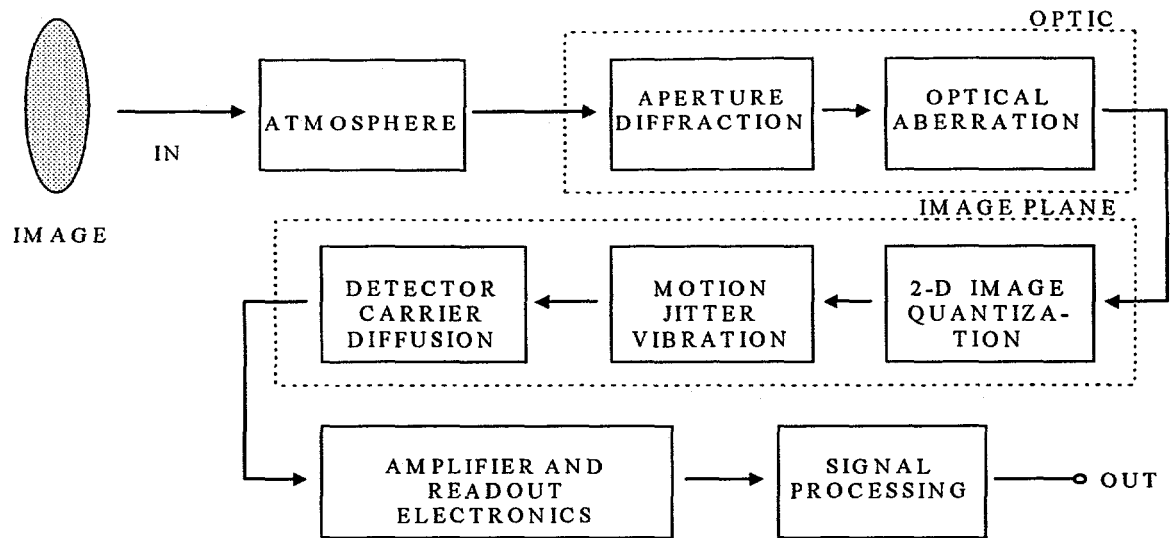 OPTIC
ATMOSPHERE
APERTURE
DIFFRACTION
OPTICAL
ABERRATION
IN
IMAGE
IMAGE PLANE
DETECTOR
CARRIER
DIFFUSION
MOTION
JITTER
VIBRATION
2-D IMAGE
QUANTIZA-
TION
AMPLIFIER AND
READOUT
ELECTRONICS
SIGNAL
PROCESSING
OUT